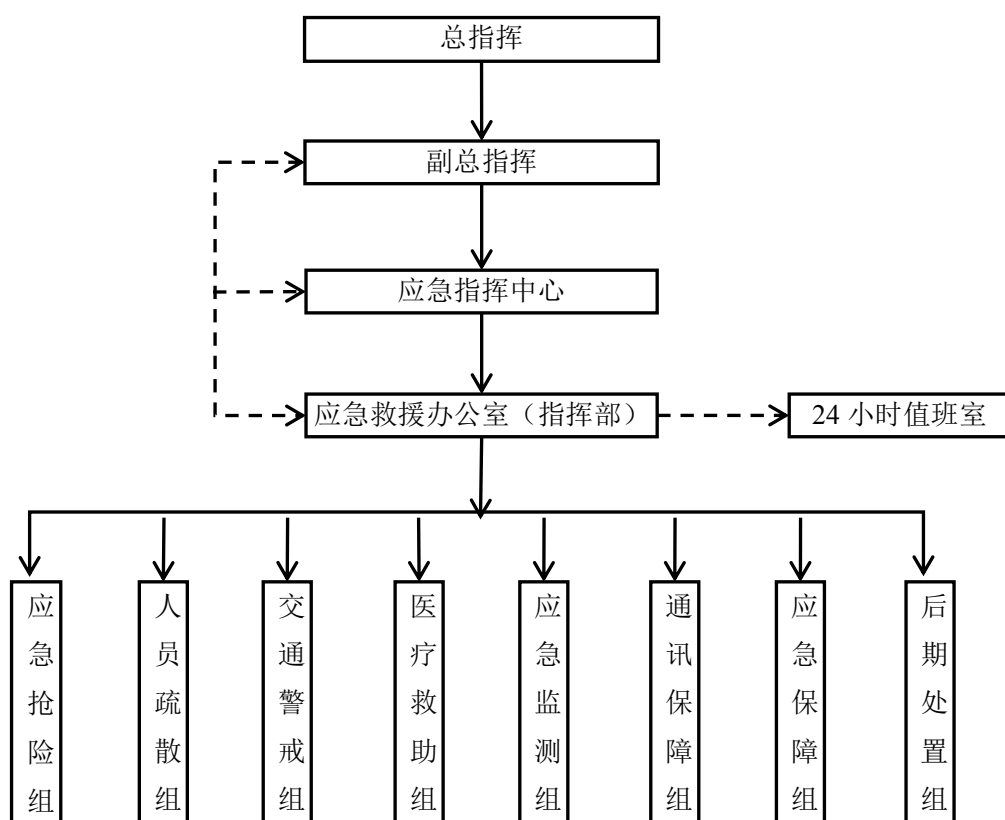 总指挥
副总指挥
应急指挥中心
应急救援办公室（指挥部）
24 小时值班室
应急抢险组
人员疏散组
交通警戒组
医疗救助组
应急监测组
通讯保障组
应急保障组
后期处置组